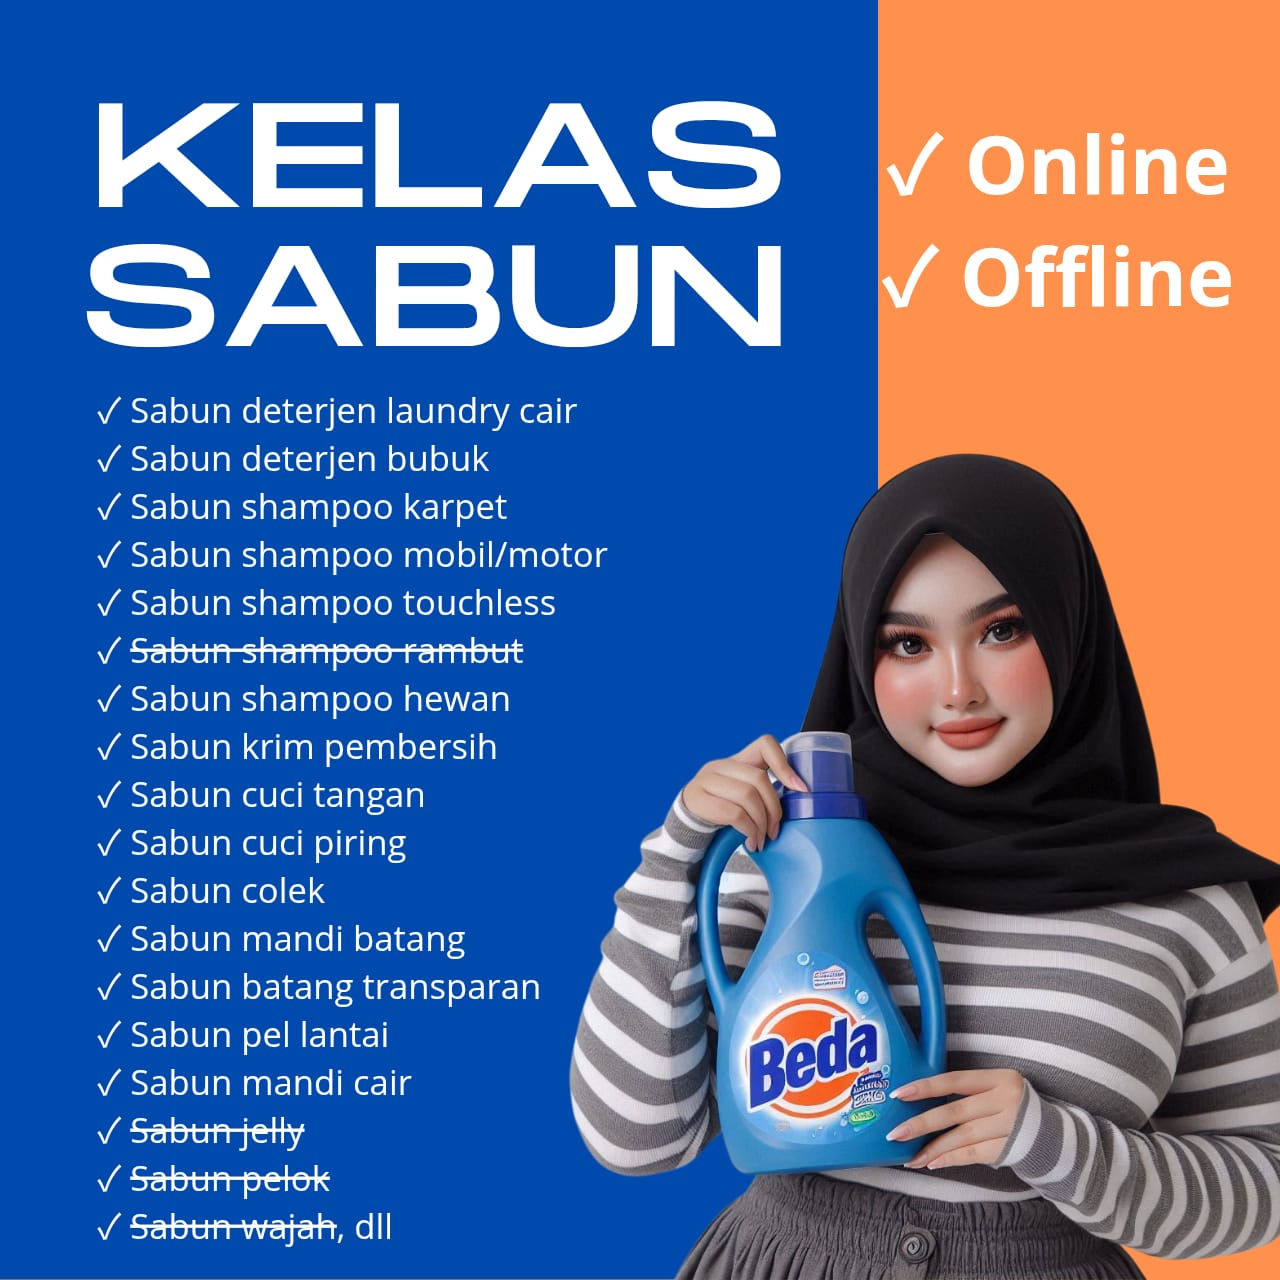 KELAS
SABUN
✓ Online
✓ Offline
✓ Sabun deterjen laundry cair
✓ Sabun deterjen bubuk
✓ Sabun shampoo karpet
✓ Sabun shampoo mobil/motor
✓ Sabun shampoo touchless
✓ Sabun shampoo rambut
✓ Sabun shampoo hewan
✓ Sabun krim pembersih
✓ Sabun cuci tangan
✓ Sabun cuci piring
✓ Sabun colek
✓ Sabun mandi batang
✓ Sabun batang transparan
✓ Sabun pel lantai
✓ Sabun mandi cair
✓ Sabun jelly
✓ Sabun pelok
✓ Sabun wajah, dll
Beda